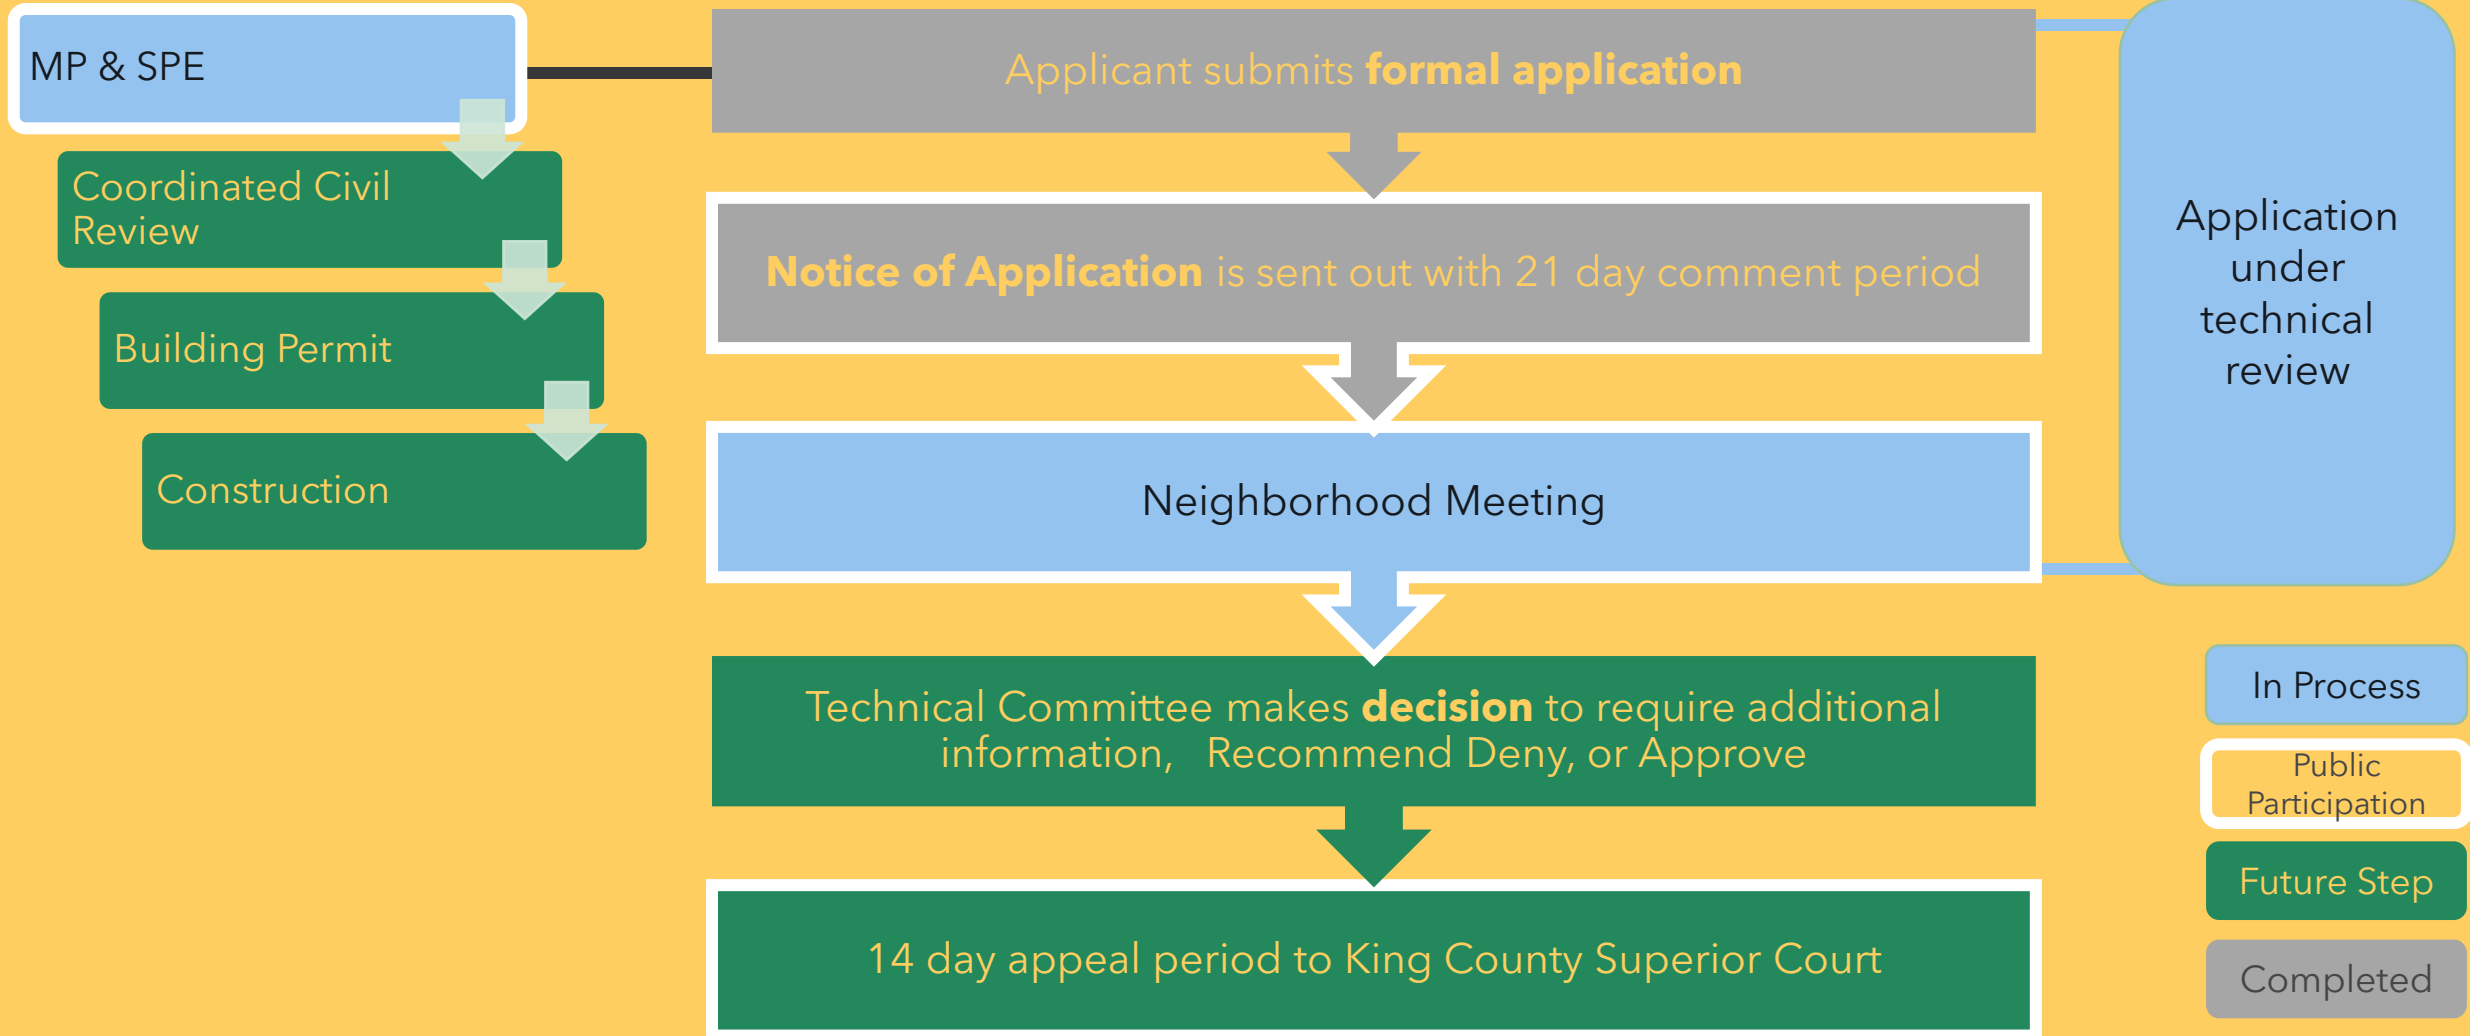 MP & SPE
Coordinated Civil
Review
Building Permit
Construction
Applicant submits formal application
Notice of Application is sent out with 21 day comment period
Neighborhood Meeting
Technical Committee makes decision to require additional
information, Recommend Deny, or Approve
14 day appeal period to King County Superior Court
Application
under
technical
review
In Process
Public
Participation
Future Step
Completed